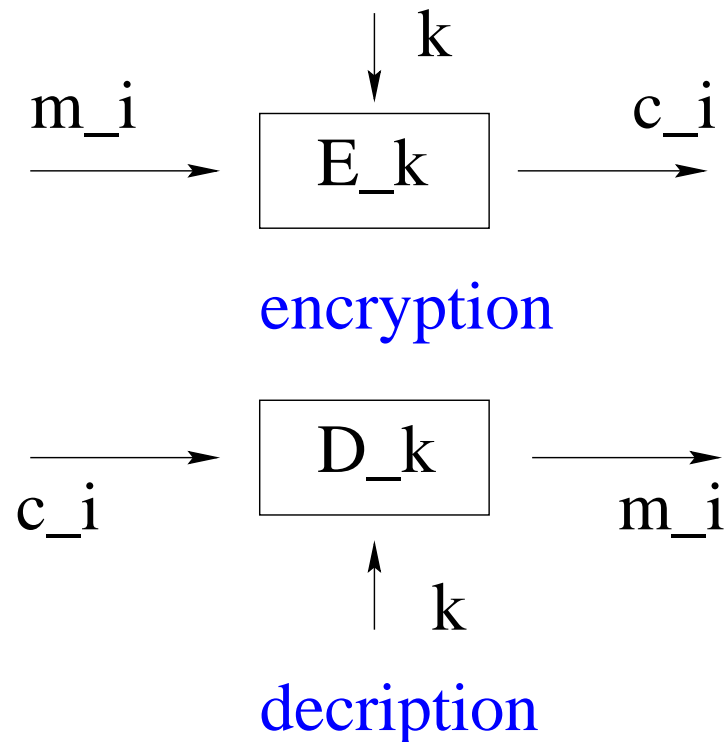 k
m_i
E_k
c_i
encryption
D_k
c_i
m_i
k
decription